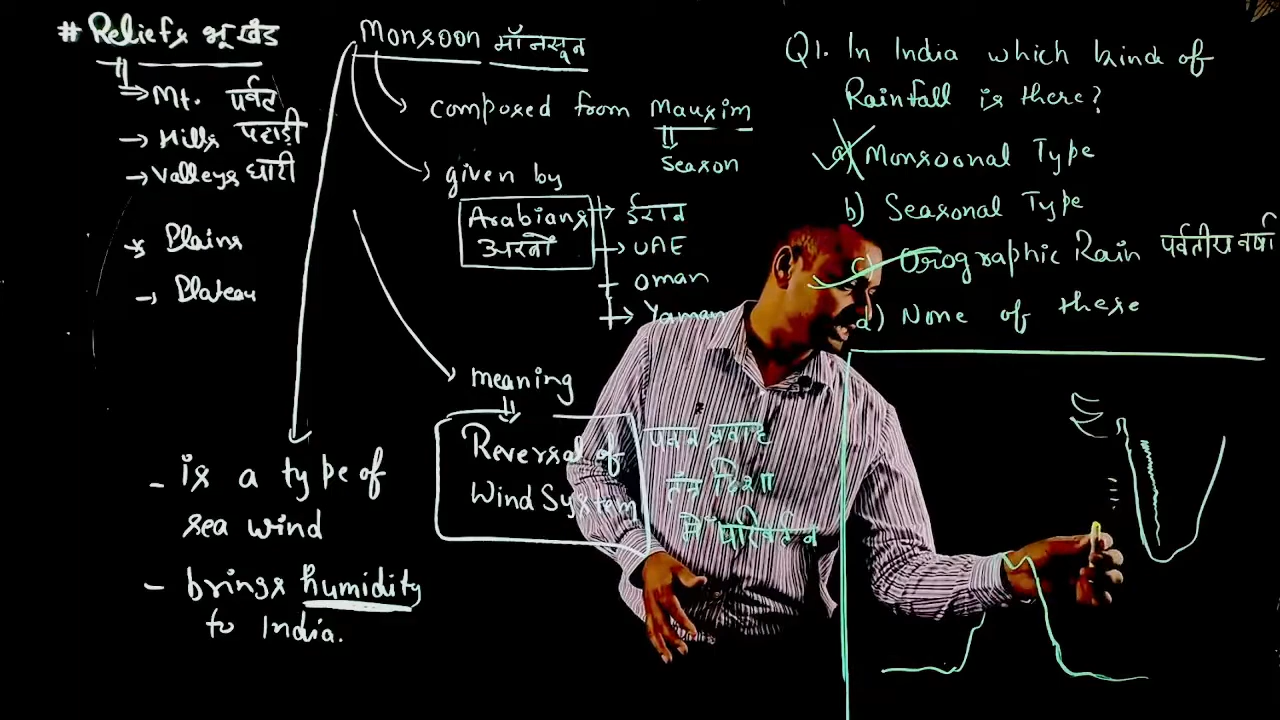 # Reliefs भू खंड
⇒ Mt. पर्वत
→ Hills पहाड़ी
→ Valleys घाटी
→ Plains
→ Plateau
Monsoon मॉनसून
composed from Mausim
season
given by
Arabians
अरबों
ईरान
→ UAE
Oman
→ Yaman
meaning
Reversal of
Wind System
पवन प्रवाह
दिशा
में परिवर्तन
- is a type of
sea wind
- brings humidity
to India.
Q1. In India which kind of
Rainfall is there?
a) Monsoonal Type
b) Seasonal Type
c) Orographic Rain पर्वतीय वर्षा
d) None of these